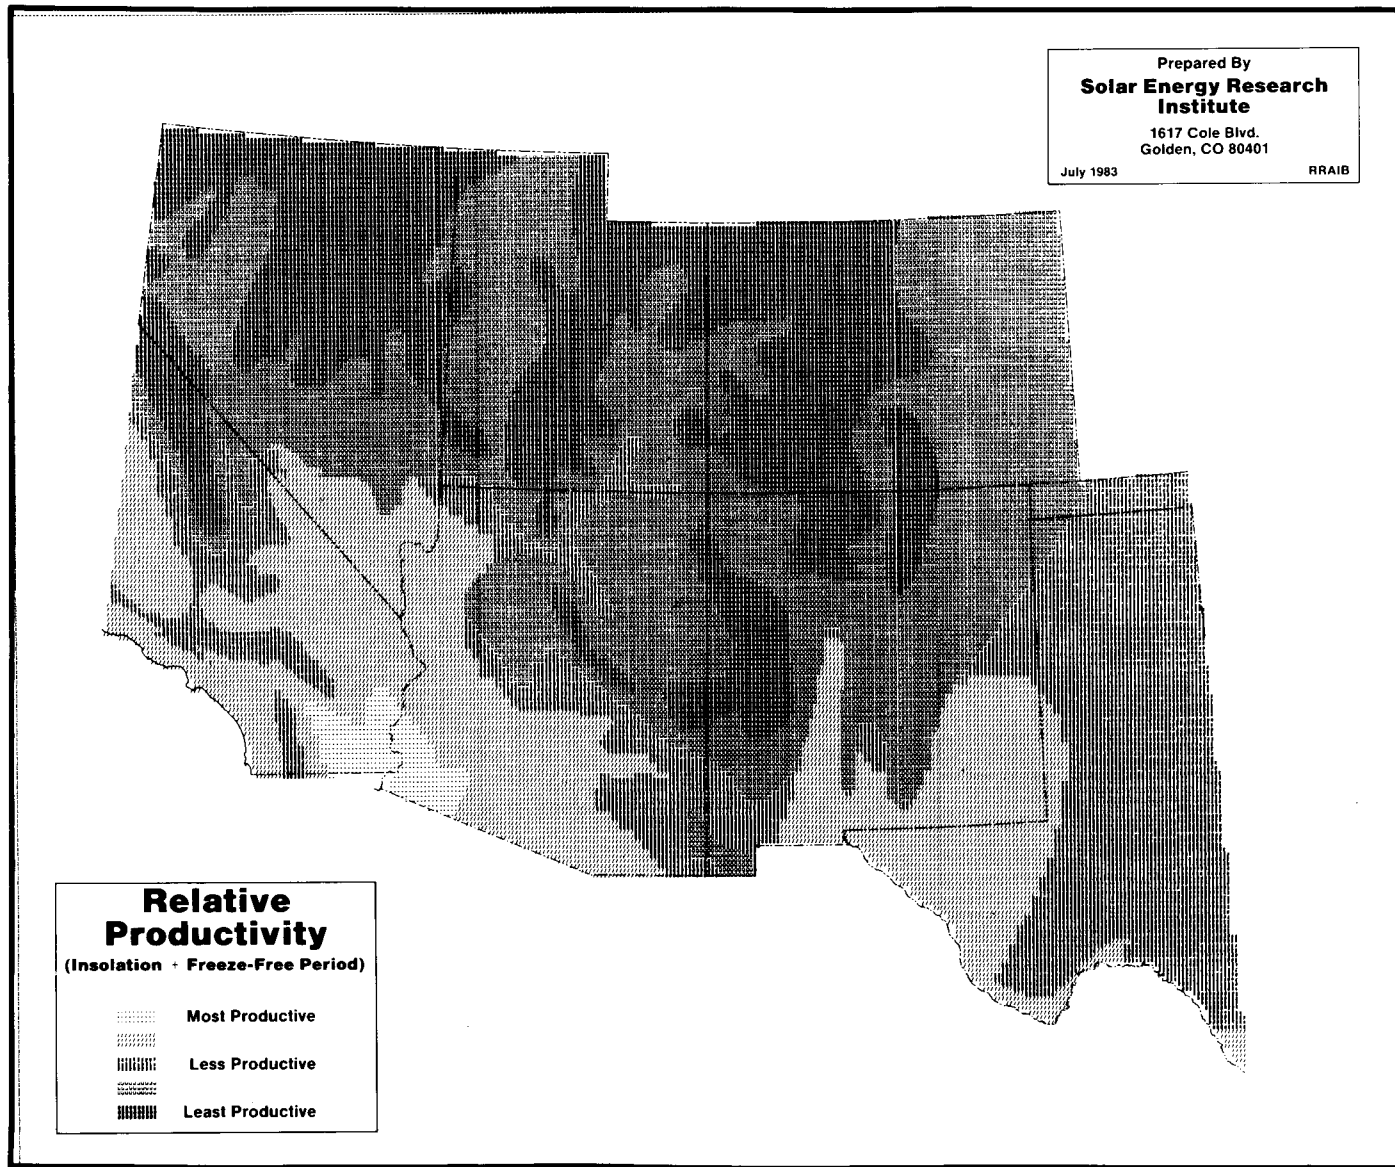 Prepared By
Solar Energy Research
Institute
1617 Cole Blvd.
Golden, CO 80401
July 1983 RRAIB
Relative
Productivity
(Insolation + Freeze-Free Period)
Most Productive
Less Productive
Least Productive